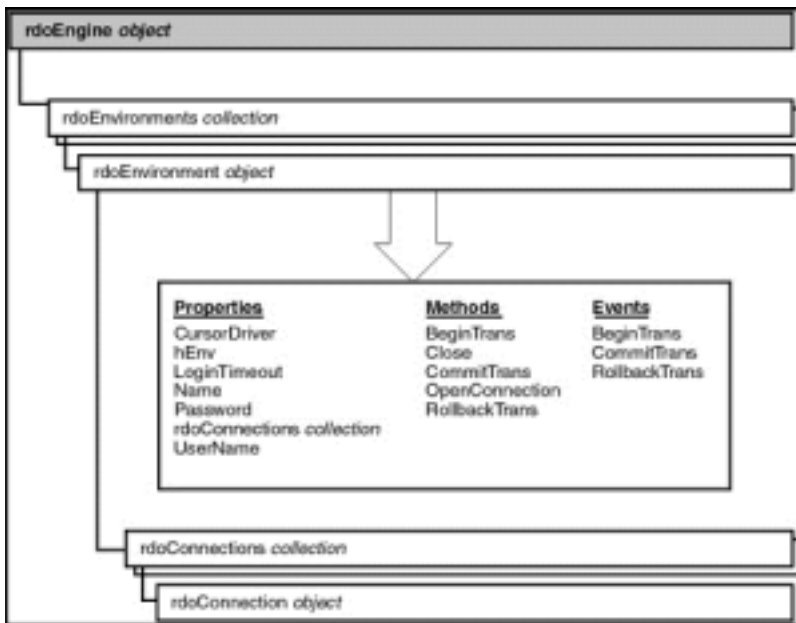 rdoEngine object
rdoEnvironments collection
rdoEnvironment object
Properties
CursorDriver
hEnv
LoginTimeout
Name
Password
rdoConnections collection
UserName
Methods
BeginTrans
Close
CommitTrans
OpenConnection
RollbackTrans
Events
BeginTrans
CommitTrans
RollbackTrans
rdoConnections collection
rdoConnection object